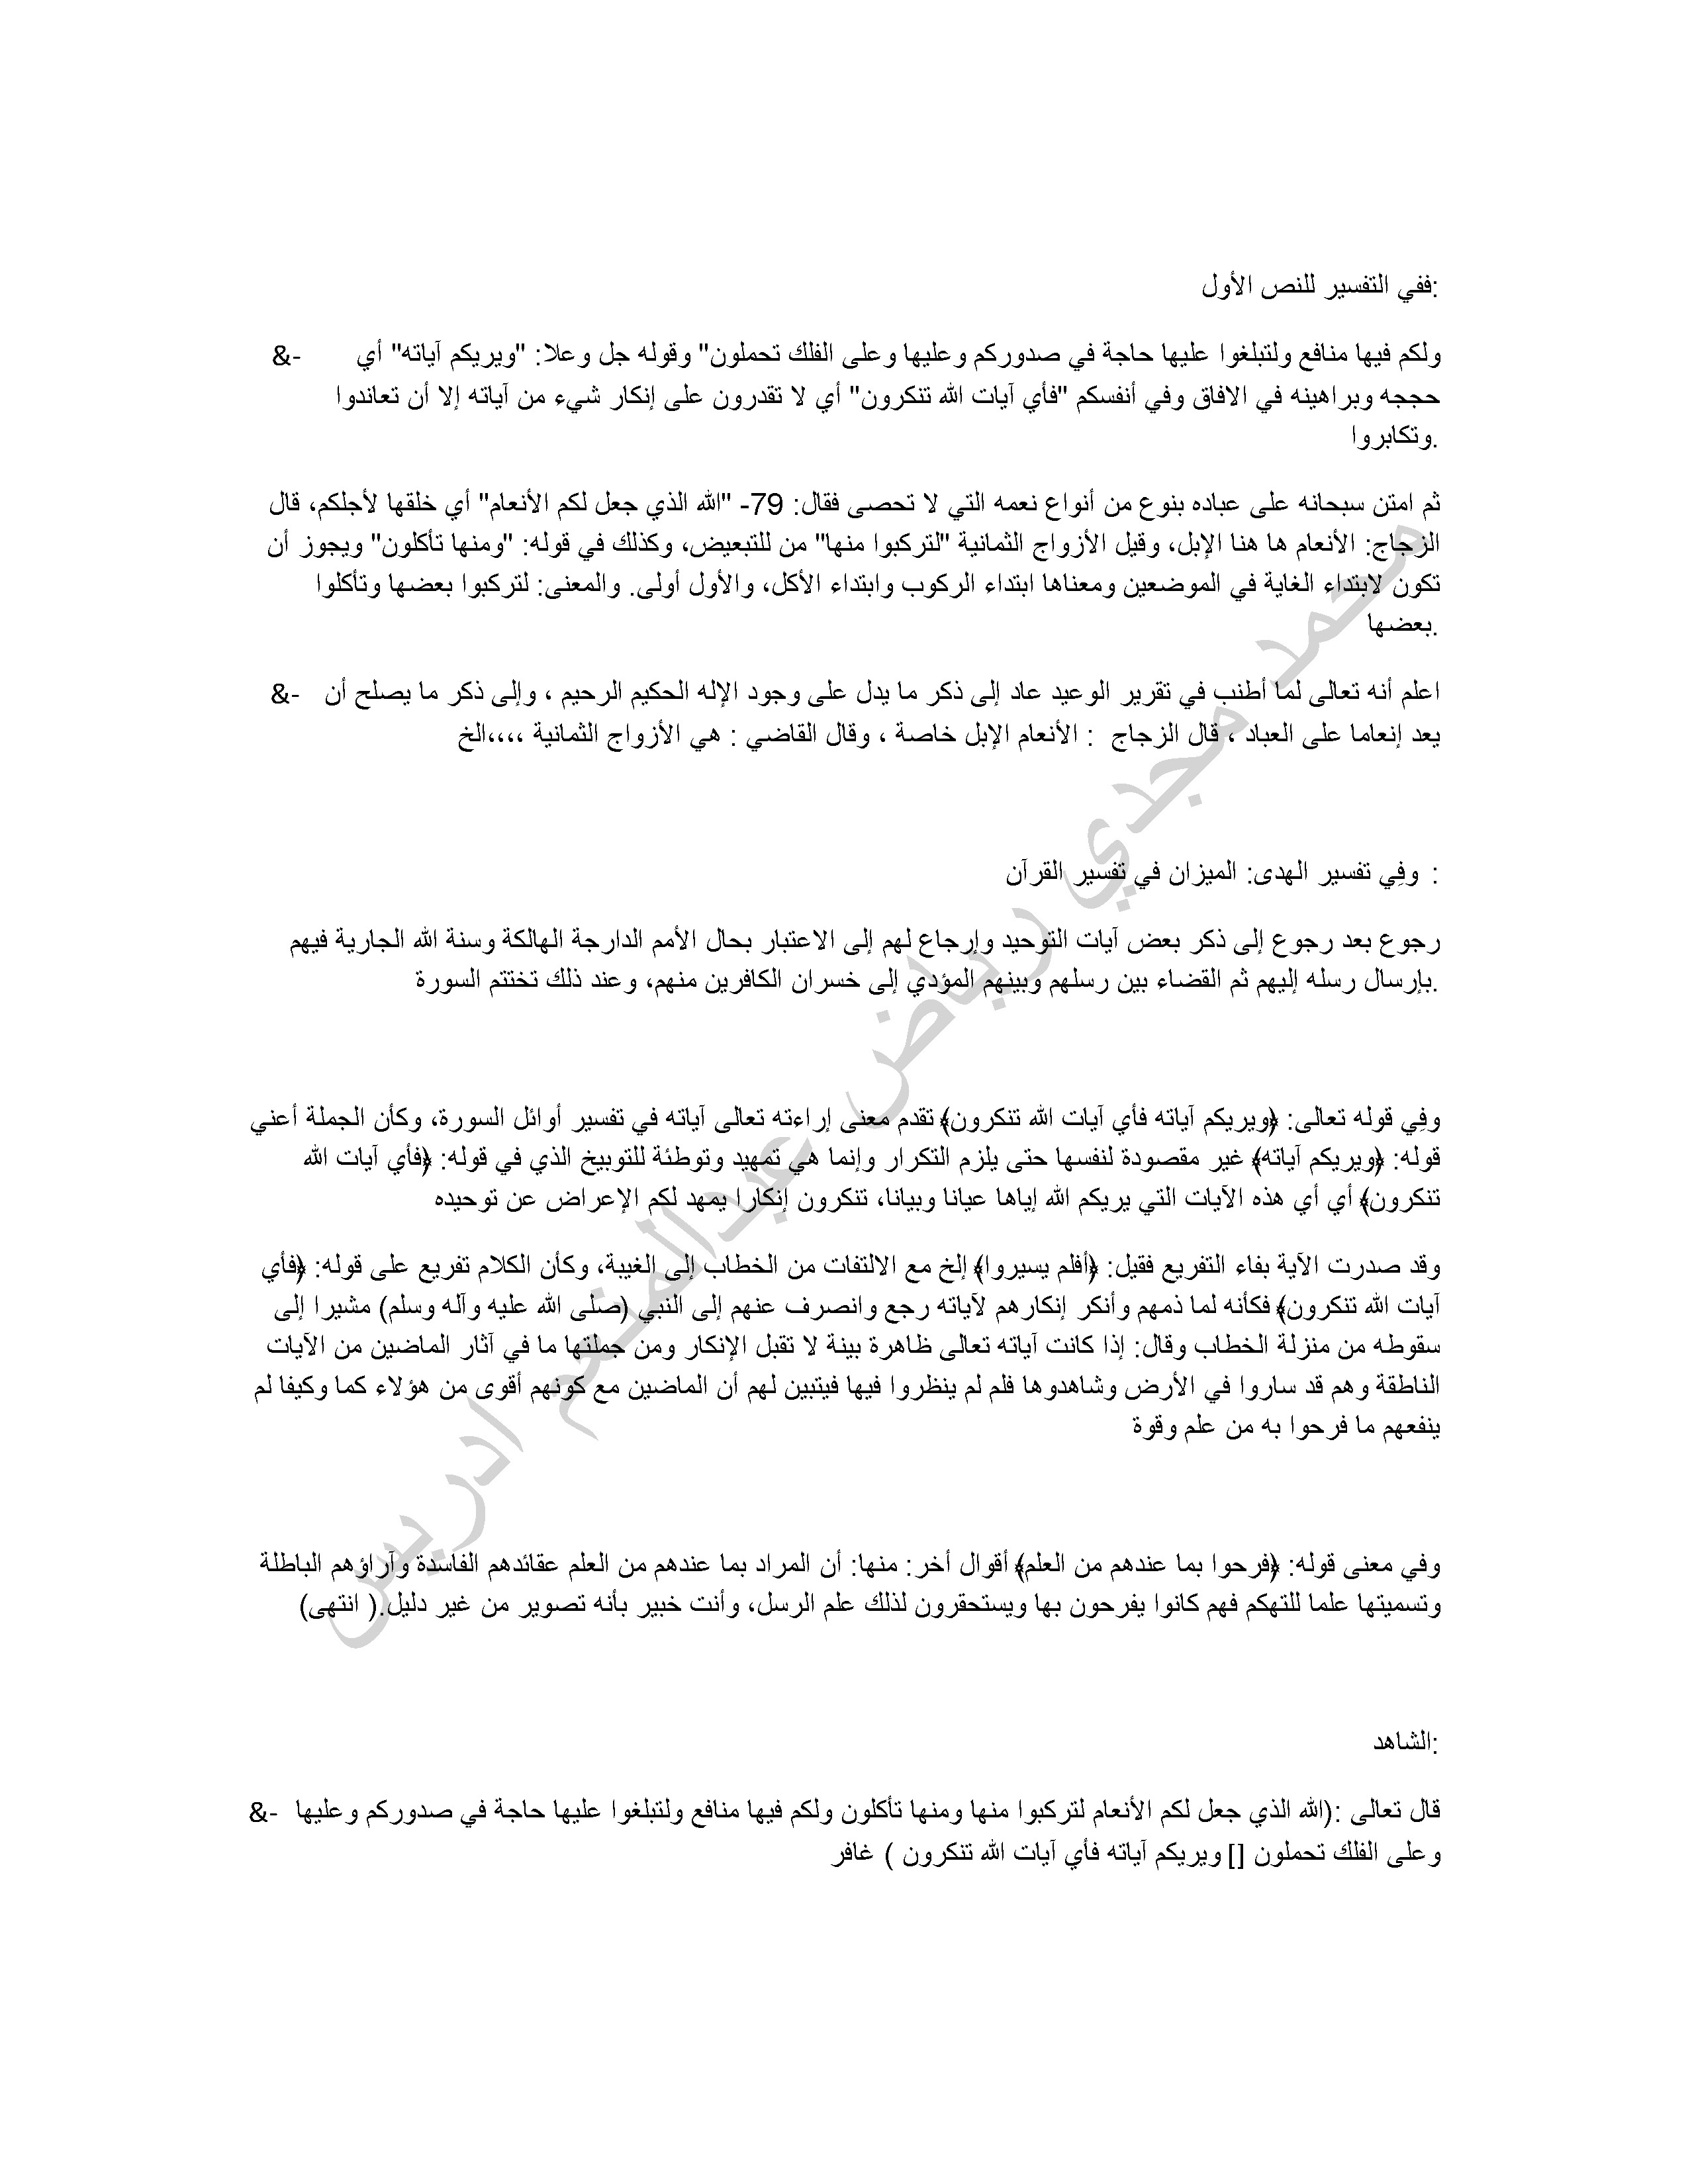 ففي التفسير للنص الأول:
&- ولكم فيها منافع ولتبلغوا عليها حاجة في صدوركم وعليها وعلى الفلك تحملون" وقوله جل وعلا: "ويريكم آياته" أي
حججه وبراهينه في الافاق وفي أنفسكم "فأي آيات الله تنكرون" أي لا تقدرون على إنكار شيء من آياته إلا أن تعاندوا
وتكابروا.
ثم امتن سبحانه على عباده بنوع من أنواع نعمه التي لا تحصى فقال: 79- "الله الذي جعل لكم الأنعام" أي خلقها لأجلكم، قال
الزجاج: الأنعام ها هنا الإبل، وقيل الأزواج الثمانية "لتركبوا منها" من للتبعيض، وكذلك في قوله: "ومنها تأكلون" ويجوز أن
تكون لابتداء الغاية في الموضعين ومعناها ابتداء الركوب وابتداء الأكل، والأول أولى. والمعنى: لتركبوا بعضها وتأكلوا
بعضها.
&- اعلم أنه تعالى لما أطنب في تقرير الوعيد عاد إلى ذكر ما يدل على وجود الإله الحكيم الرحيم ، وإلى ذكر ما يصلح أن
يعد إنعاما على العباد ، قال الزجاج : الأنعام الإبل خاصة ، وقال القاضي : هي الأزواج الثمانية ،،،،الخ
وفِي تفسير الهدى: الميزان في تفسير القرآن :
رجوع بعد رجوع إلى ذكر بعض آيات التوحيد وإرجاع لهم إلى الاعتبار بحال الأمم الدارجة الهالكة وسنة الله الجارية فيهم
بإرسال رسله إليهم ثم القضاء بين رسلهم وبينهم المؤدي إلى خسران الكافرين منهم، وعند ذلك تختتم السورة.
وفِي قوله تعالى: ﴿ويريكم آياته فأي آيات الله تنكرون﴾ تقدم معنى إراءته تعالى آياته في تفسير أوائل السورة، وكأن الجملة أعني
قوله: ﴿ويريكم آياته﴾ غير مقصودة لنفسها حتى يلزم التكرار وإنما هي تمهيد وتوطئة للتوبيخ الذي في قوله: ﴿فأي آيات الله
تنكرون﴾ أي أي هذه الآيات التي يريكم الله إياها عيانا وبيانا، تنكرون إنكارا يمهد لكم الإعراض عن توحيده
وقد صدرت الآية بفاء التفريع فقيل: ﴿أفلم يسيروا﴾ إلخ مع الالتفات من الخطاب إلى الغيبة، وكأن الكلام تفريع على قوله: ﴿فأي
آيات الله تنكرون﴾ فكأنه لما ذمهم وأنكر إنكارهم لآياته رجع وانصرف عنهم إلى النبي (صلى الله عليه وآله وسلم) مشيرا إلى
سقوطه من منزلة الخطاب وقال: إذا كانت آياته تعالى ظاهرة بينة لا تقبل الإنكار ومن جملتها ما في آثار الماضين من الآيات
الناطقة وهم قد ساروا في الأرض وشاهدوها فلم لم ينظروا فيها فيتبين لهم أن الماضين مع كونهم أقوى من هؤلاء كما وكيفا لم
ينفعهم ما فرحوا به من علم وقوة
وفي معنى قوله: ﴿فرحوا بما عندهم من العلم﴾ أقوال أخر: منها: أن المراد بما عندهم من العلم عقائدهم الفاسدة وآراؤهم الباطلة
وتسميتها علما للتهكم فهم كانوا يفرحون بها ويستحقرون لذلك علم الرسل، وأنت خبير بأنه تصوير من غير دليل.( انتهى)
الشاهد:
&- قال تعالى :(الله الذي جعل لكم الأنعام لتركبوا منها ومنها تأكلون ولكم فيها منافع ولتبلغوا عليها حاجة في صدوركم وعليها
وعلى الفلك تحملون [] ويريكم آياته فأي آيات الله تنكرون ) غافر
محمد مجدي رياض عبدالمنعم ادريس